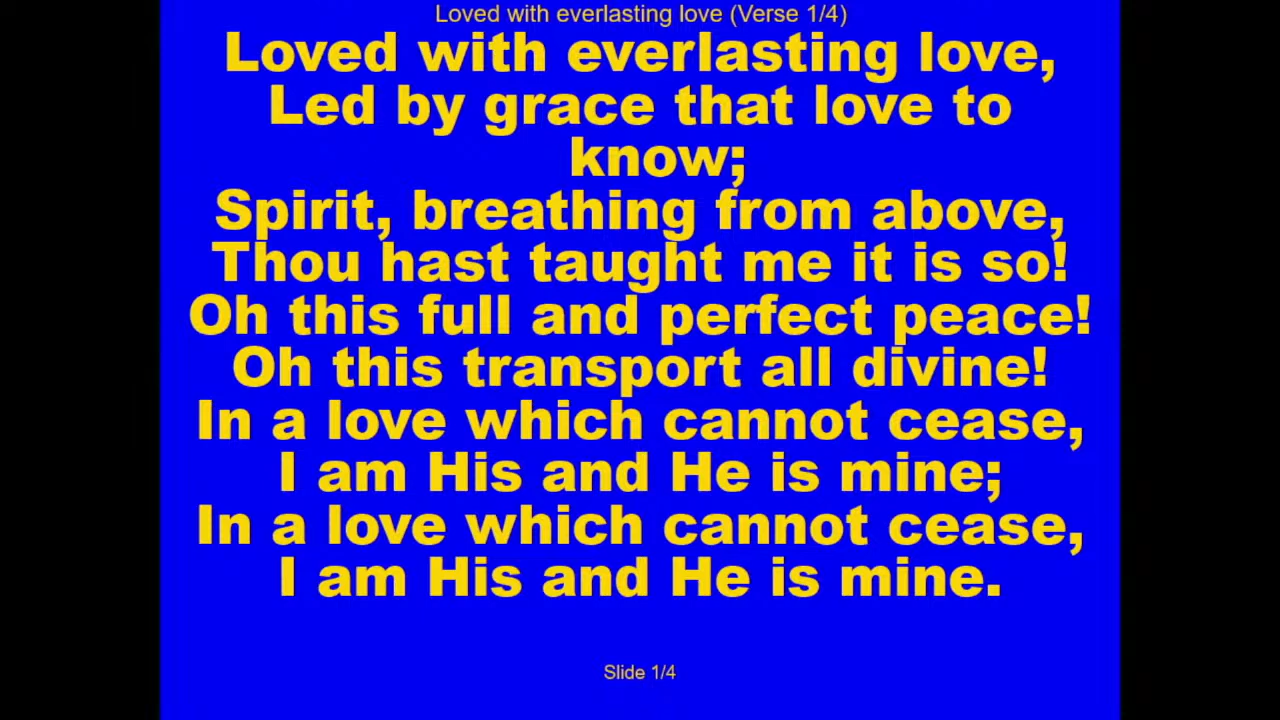 Loved with everlasting love (Verse 1/4)
Loved with everlasting love,
Led by grace that love to
know;
Spirit, breathing from above,
Thou hast taught me it is so!
Oh this full and perfect peace!
Oh this transport all divine!
In a love which cannot cease,
I am His and He is mine;
In a love which cannot cease,
I am His and He is mine.
Slide 1/4